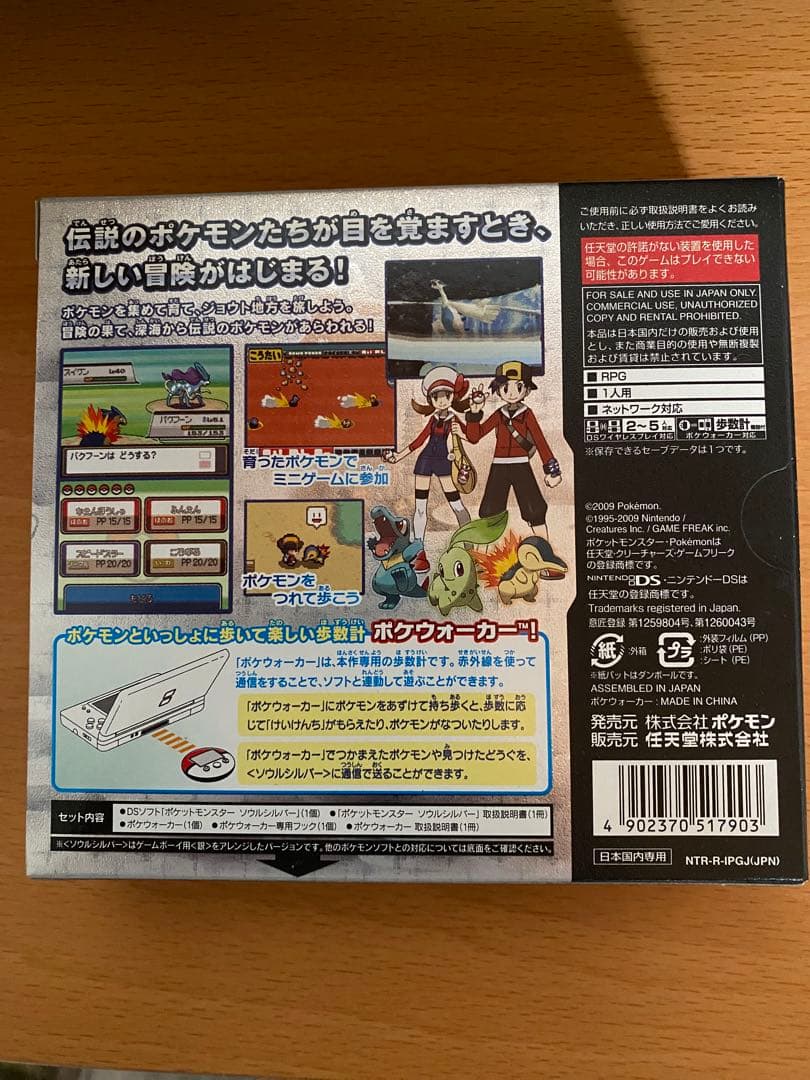 伝説のポケモンたちが目を覚ますとき、
新しい冒険がはじまる!
ポケモンを集めて育て、ジョウト地方を旅しよう。
冒険の果て、深海から伝説のポケモンがあらわれる!
スイクン Lv40
バクフーン Lv51
153/153
バクフーンは どうする?
ふんえん
PP 15/15
PP 15/15
スピードスター
PP 20/20
PP 20/20
こうたい
育ったポケモンで
ミニゲームに参加
ポケモンを
つれて歩こう
ポケモンといっしょに歩いて楽しい歩数計 ポケウォーカー™!
「ポケウォーカー」は、本作専用の歩数計です。赤外線を使って
通信をすることで、ソフトと連動して遊ぶことができます。
「ポケウォーカー」にポケモンをあずけて持ち歩くと、歩数に応
じて「けいけんち」がもらえたり、ポケモンがなついたりします。
「ポケウォーカー」でつかまえたポケモンや見つけたどうぐを、
<ソウルシルバー>に通信で送ることができます。
セット内容
●DSソフト「ポケットモンスター ソウルシルバー」(1個) ●「ポケットモンスター ソウルシルバー」取扱説明書(1冊)
●ポケウォーカー(1個) ●ポケウォーカー専用フック(1個) ●ポケウォーカー 取扱説明書(1冊)
※<ソウルシルバー>はゲームボーイ用<銀>をアレンジしたバージョンです。他のポケモンソフトとの対応については底面をご確認ください。
ご使用前に必ず取扱説明書をよくお読み
いただき、正しい使用方法でご愛用ください。
任天堂の許諾がない装置を使用した
場合、このゲームはプレイできない
可能性があります。
FOR SALE AND USE IN JAPAN ONLY.
COMMERCIAL USE, UNAUTHORIZED
COPY AND RENTAL PROHIBITED.
本品は日本国内だけの販売および使用
とし、また商業目的の使用や無断複製
および賃貸は禁止されています。
■RPG
■1人用
■ネットワーク対応
2~5人対応 歩数計機能付
DSワイヤレスプレイ対応 ポケウォーカー対応
※保存できるセーブデータは1つです。
©2009 Pokémon.
©1995-2009 Nintendo /
Creatures Inc. / GAME FREAK inc.
ポケットモンスター・Pokémonは
任天堂・クリーチャーズ・ゲームフリーク
の登録商標です。
NINTENDO DS・ニンテンドーDSは
任天堂の登録商標です。
Trademarks registered in Japan.
意匠登録 第1259804号、第1260043号
紙 :外箱
プラ :外装フィルム(PP)
:ポリ袋(PE)
:シート(PE)
※紙パットはダンボールです。
ASSEMBLED IN JAPAN
ポケウォーカー:MADE IN CHINA
発売元 株式会社ポケモン
販売元 任天堂株式会社
4 902370 517903
日本国内専用
NTR-R-IPGJ(JPN)